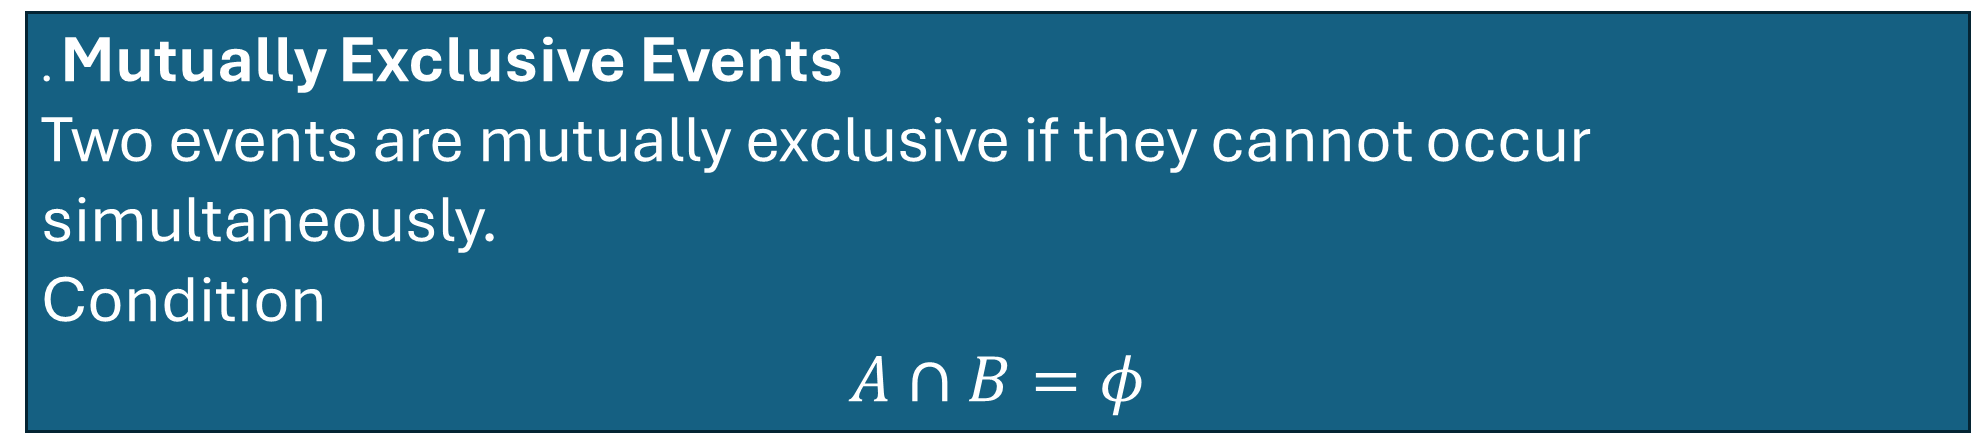 . Mutually Exclusive Events
Two events are mutually exclusive if they cannot occur
simultaneously.
Condition
𝐴 ∩ 𝐵 = 𝜙